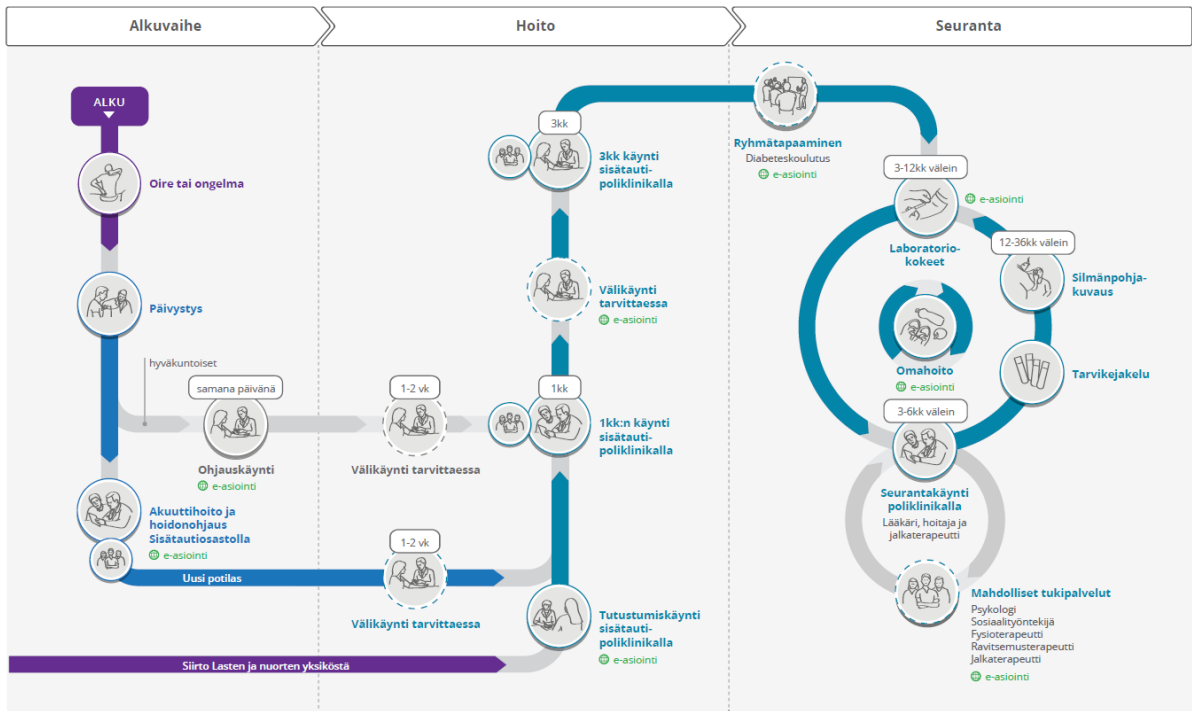 Alkuvaihe
Hoito
Seuranta
ALKU
Oire tai ongelma
Päivystys
hyväkuntoiset
samana päivänä
Ohjauskäynti
e-asiointi
Akuuttihoito ja
hoidonohjaus
Sisätautiosastolla
e-asiointi
Uusi potilas
Siirto Lasten ja nuorten yksiköstä
1-2 vk
Välikäynti tarvittaessa
1-2 vk
Välikäynti tarvittaessa
3kk
3kk käynti
sisätauti-
poliklinikalla
Välikäynti
tarvittaessa
e-asiointi
1kk
1kk:n käynti
sisätauti-
poliklinikalla
Tutustumiskäynti
sisätauti-
poliklinikalla
e-asiointi
Ryhmätapaaminen
Diabeteskoulutus
e-asiointi
3-12kk välein
e-asiointi
Laboratorio-
kokeet
12-36kk välein
Silmänpohja-
kuvaus
Omahoito
e-asiointi
Tarvikejakelu
3-6kk välein
Seurantakäynti
poliklinikalla
Lääkäri, hoitaja ja
jalkaterapeutti
Mahdolliset tukipalvelut
Psykologi
Sosiaalityöntekijä
Fysioterapeutti
Ravitsemusterapeutti
Jalkaterapeutti
e-asiointi